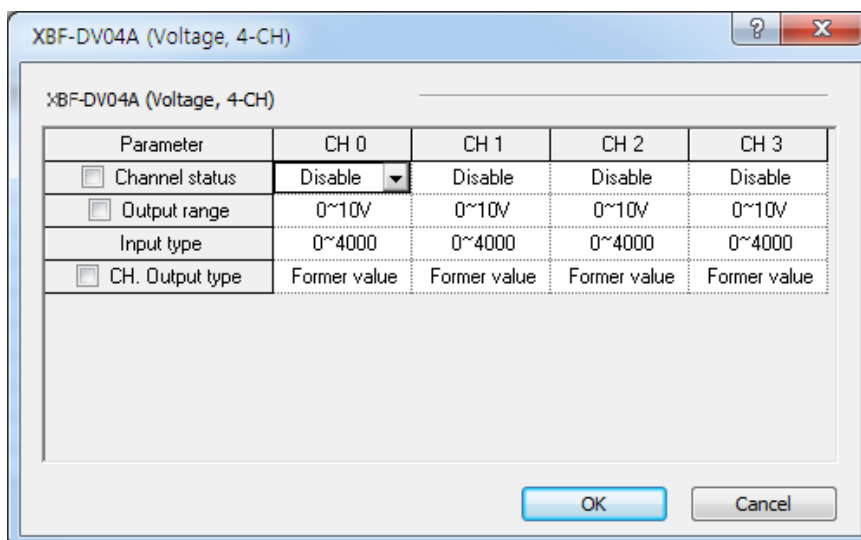 XBF-DV04A (Voltage, 4-CH)
XBF-DV04A (Voltage, 4-CH)
Parameter CH 0 CH 1 CH 2 CH 3
Channel status Disable Disable Disable Disable
Output range 0~10V 0~10V 0~10V 0~10V
Input type 0~4000 0~4000 0~4000 0~4000
CH. Output type Former value Former value Former value Former value
OK Cancel